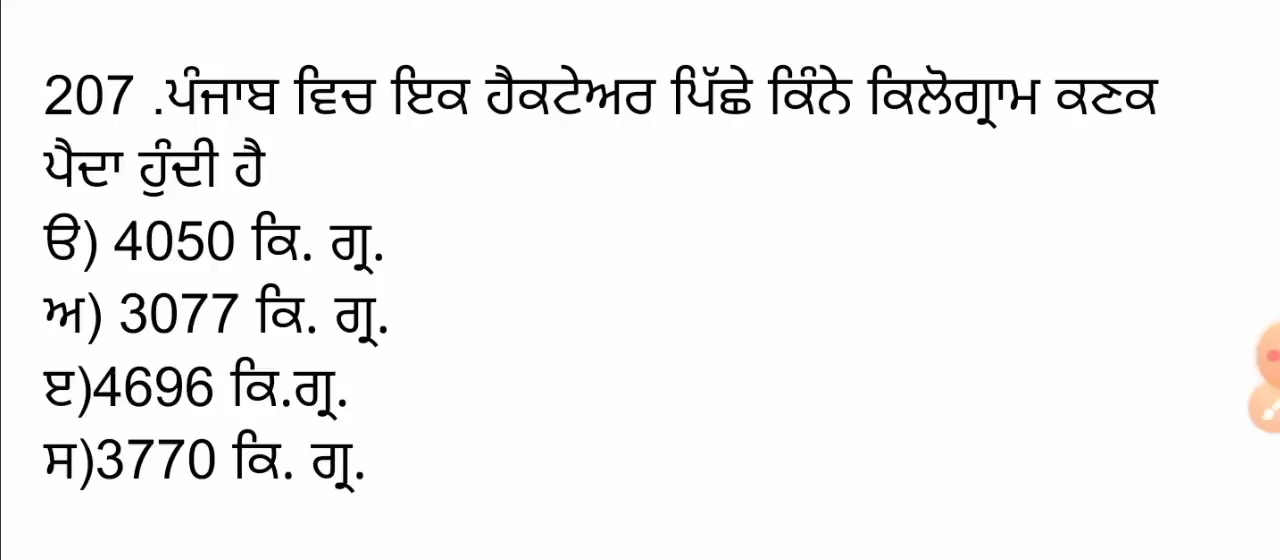 207 .ਪੰਜਾਬ ਵਿਚ ਇਕ ਹੈਕਟੇਅਰ ਪਿੱਛੇ ਕਿੰਨੇ ਕਿਲੋਗ੍ਰਾਮ ਕਣਕ
ਪੈਦਾ ਹੁੰਦੀ ਹੈ
ੳ) 4050 ਕਿ. ਗ੍ਰ.
ਅ) 3077 ਕਿ. ਗ੍ਰ.
ੲ)4696 ਕਿ.ਗ੍ਰ.
ਸ)3770 ਕਿ. ਗ੍ਰ.